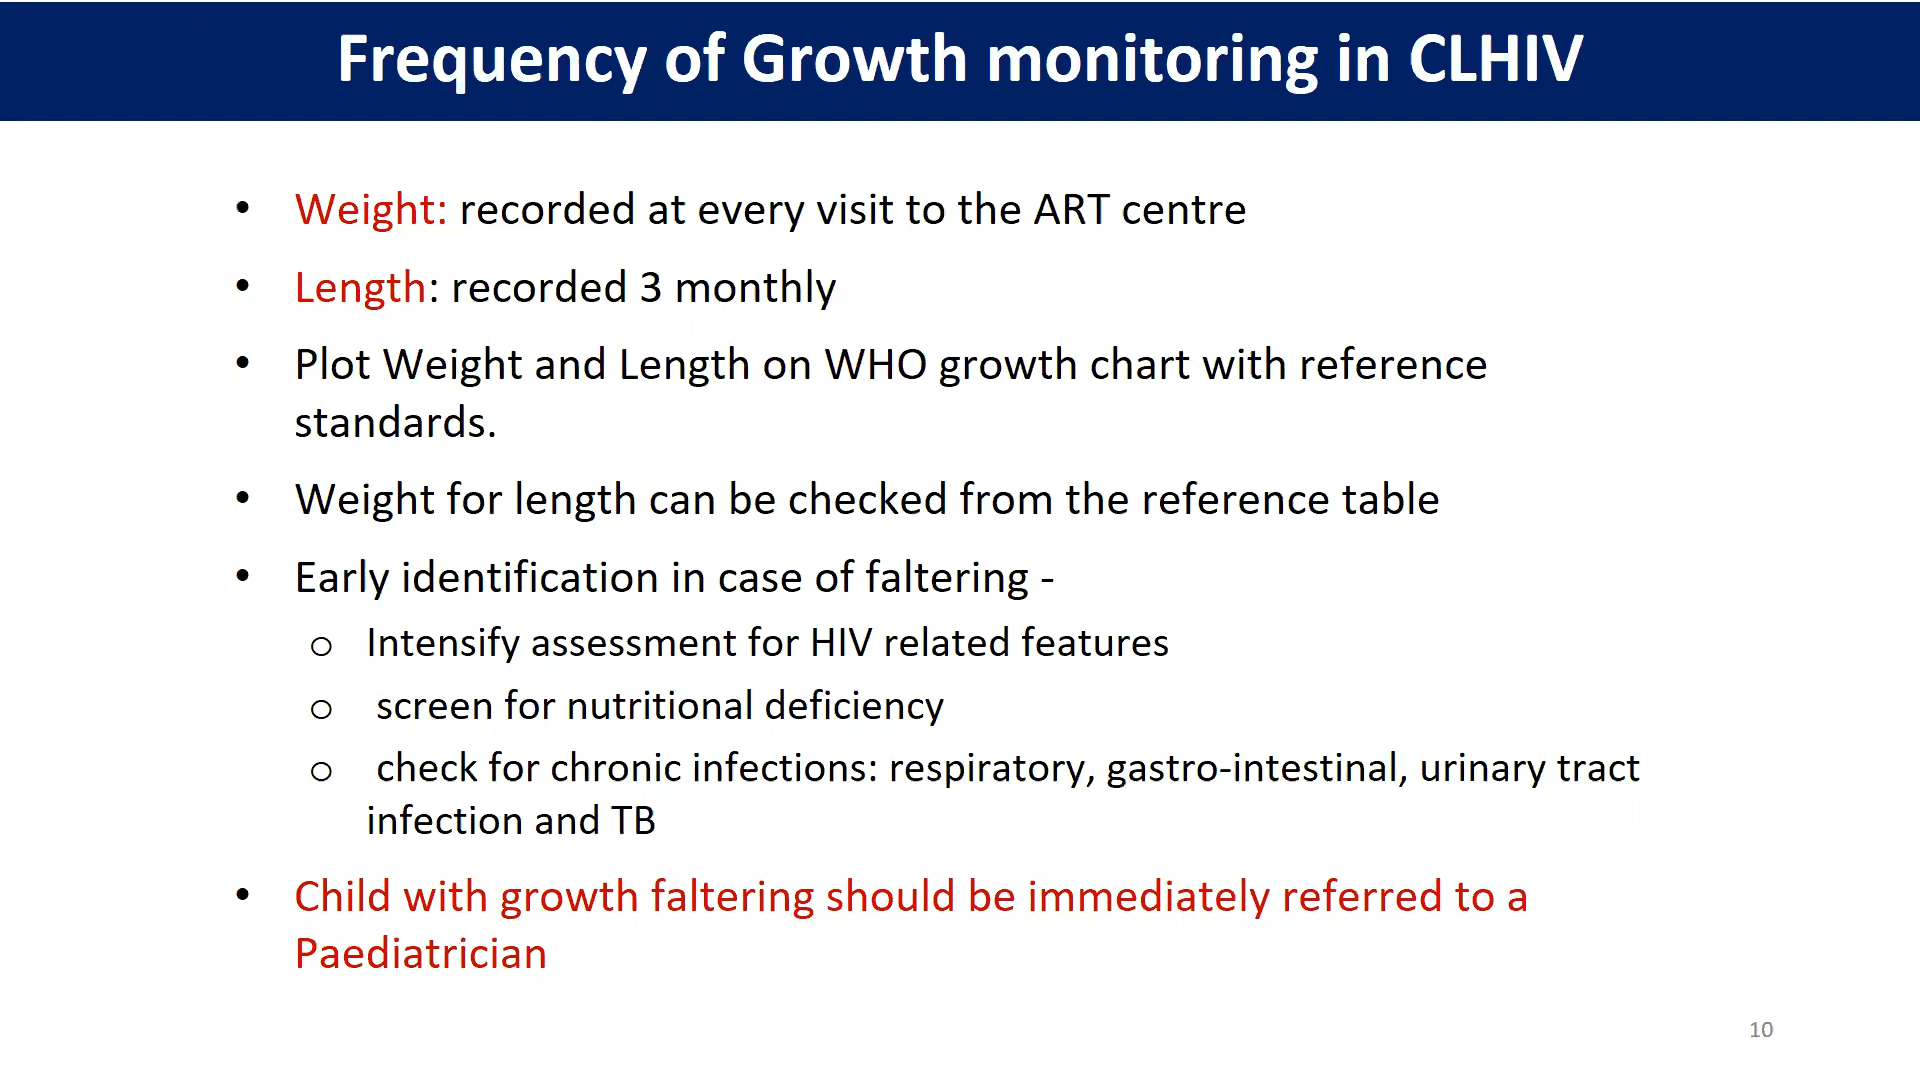 Frequency of Growth monitoring in CLHIV
• Weight: recorded at every visit to the ART centre
• Length: recorded 3 monthly
• Plot Weight and Length on WHO growth chart with reference
standards.
• Weight for length can be checked from the reference table
• Early identification in case of faltering -
o Intensify assessment for HIV related features
o screen for nutritional deficiency
o check for chronic infections: respiratory, gastro-intestinal, urinary tract
infection and TB
• Child with growth faltering should be immediately referred to a
Paediatrician
10